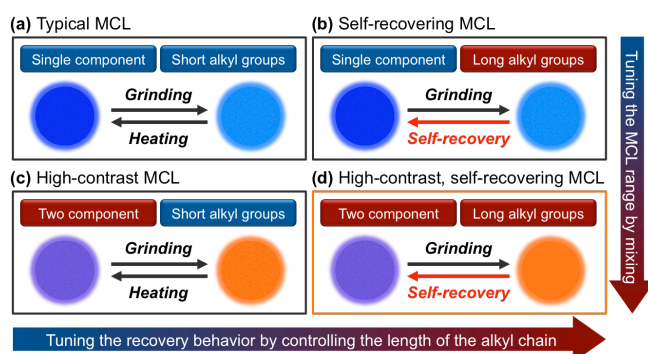 (a) Typical MCL
Single component
Short alkyl groups
Grinding
Heating
(b) Self-recovering MCL
Single component
Long alkyl groups
Grinding
Self-recovery
(c) High-contrast MCL
Two component
Short alkyl groups
Grinding
Heating
(d) High-contrast, self-recovering MCL
Two component
Long alkyl groups
Grinding
Self-recovery
Tuning the MCL range by mixing
Tuning the recovery behavior by controlling the length of the alkyl chain